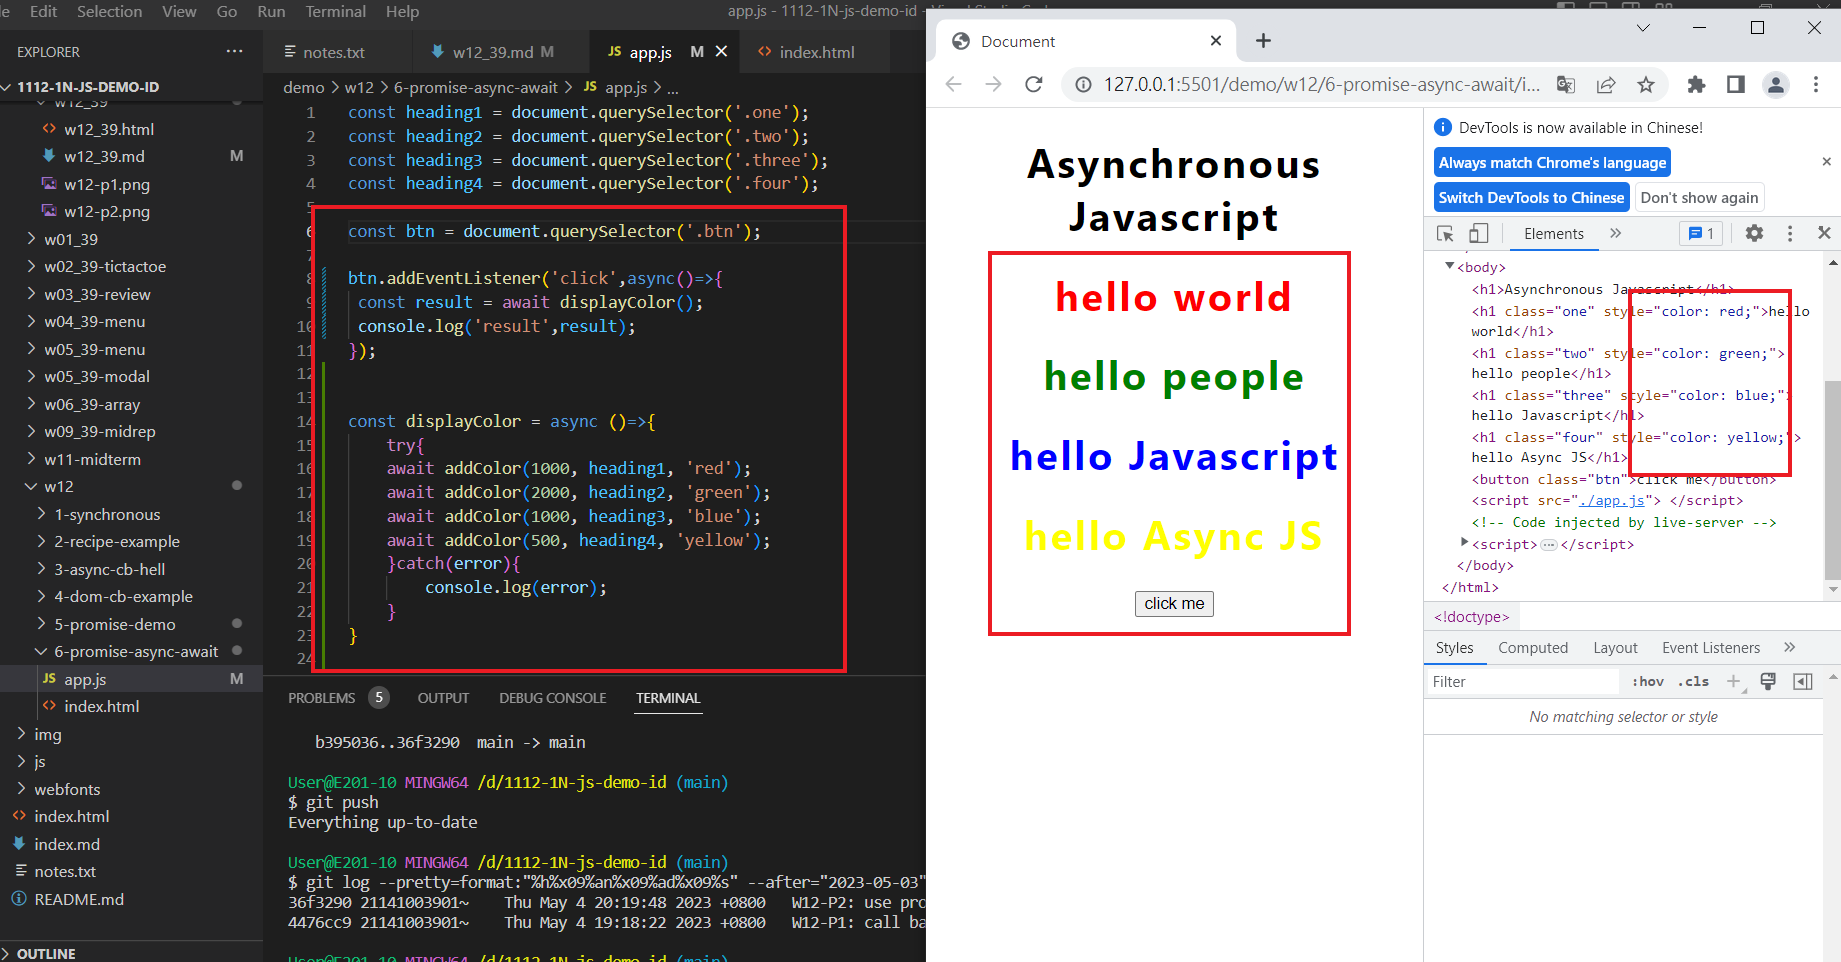 le Edit Selection View Go Run Terminal Help
app.js - 1112-1N-js-demo-id -
EXPLORER
1112-1N-JS-DEMO-ID
w12_39
w12_39.html
w12_39.md M
w12-p1.png
w12-p2.png
w01_39
w02_39-tictactoe
w03_39-review
w04_39-menu
w05_39-menu
w05_39-modal
w06_39-array
w09_39-midrep
w11-midterm
w12
1-synchronous
2-recipe-example
3-async-cb-hell
4-dom-cb-example
5-promise-demo
6-promise-async-await
JS app.js M
index.html
img
js
webfonts
index.html
index.md
notes.txt
README.md
OUTLINE
notes.txt
w12_39.md M
JS app.js M
index.html
demo > w12 > 6-promise-async-await > JS app.js > ...
1 const heading1 = document.querySelector('.one');
2 const heading2 = document.querySelector('.two');
3 const heading3 = document.querySelector('.three');
4 const heading4 = document.querySelector('.four');
5
6 const btn = document.querySelector('.btn');
7
8 btn.addEventListener('click',async()=>{
9 const result = await displayColor();
10 console.log('result',result);
11 });
12
13
14 const displayColor = async ()=>{
15 try{
16 await addColor(1000, heading1, 'red');
17 await addColor(2000, heading2, 'green');
18 await addColor(1000, heading3, 'blue');
19 await addColor(500, heading4, 'yellow');
20 }catch(error){
21 console.log(error);
22 }
23 }
24
PROBLEMS 5 OUTPUT DEBUG CONSOLE TERMINAL
b395036..36f3290 main -> main
User@E201-10 MINGW64 /d/1112-1N-js-demo-id (main)
$ git push
Everything up-to-date
User@E201-10 MINGW64 /d/1112-1N-js-demo-id (main)
$ git log --pretty=format:"%h%x09%an%x09%ad%x09%s" --after="2023-05-03"
36f3290 21141003901~ Thu May 4 20:19:48 2023 +0800 W12-P2: use pro
4476cc9 21141003901~ Thu May 4 19:18:22 2023 +0800 W12-P1: call ba
User@E201-10 MINGW64 /d/1112-1N-js-demo-id (main)
Document
127.0.0.1:5501/demo/w12/6-promise-async-await/i...
Asynchronous
Javascript
hello world
hello people
hello Javascript
hello Async JS
click me
DevTools is now available in Chinese!
Always match Chrome's language
Switch DevTools to Chinese Don't show again
Elements 1
<body>
<h1>Asynchronous Javascript</h1>
<h1 class="one" style="color: red;">hello
world</h1>
<h1 class="two" style="color: green;">
hello people</h1>
<h1 class="three" style="color: blue;">
hello Javascript</h1>
<h1 class="four" style="color: yellow;">
hello Async JS</h1>
<button class="btn">click me</button>
<script src="./app.js"> </script>
<!-- Code injected by live-server -->
<script>…</script>
</body>
</html>
<!doctype>
Styles Computed Layout Event Listeners
Filter :hov .cls
No matching selector or style